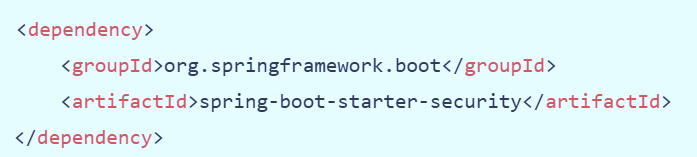 <dependency>
    <groupId>org.springframework.boot</groupId>
    <artifactId>spring-boot-starter-security</artifactId>
</dependency>